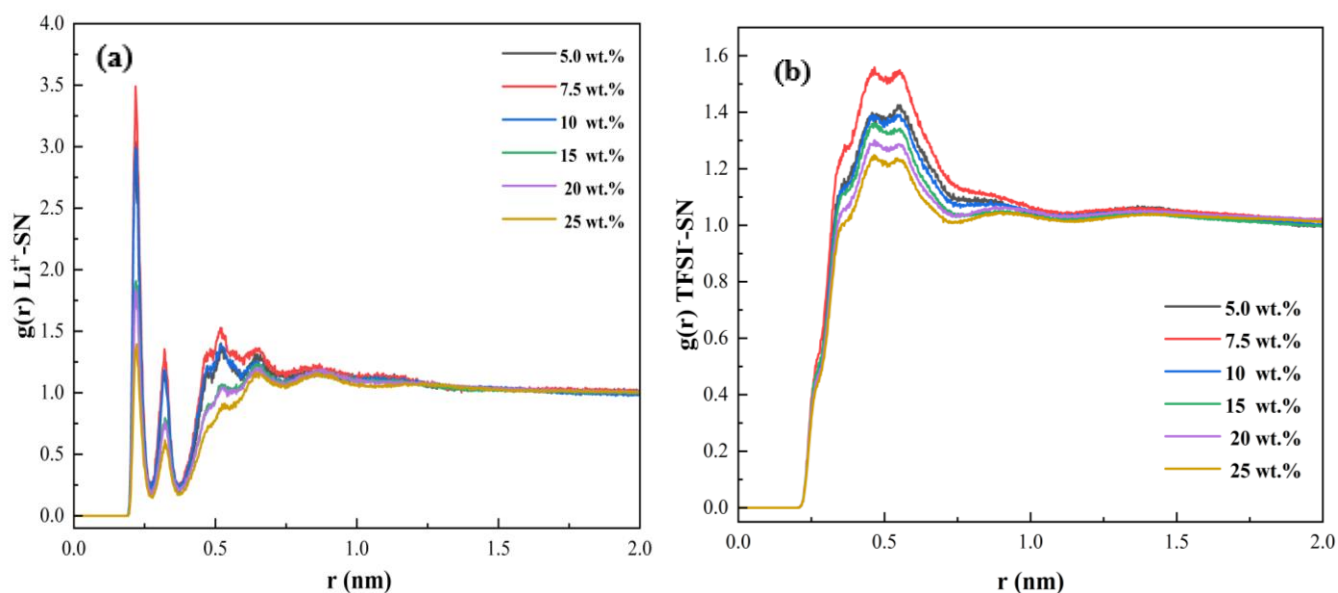 (a)
g(r) Li⁺-SN
4.0
3.5
3.0
2.5
2.0
1.5
1.0
0.5
0.0
5.0 wt.%
7.5 wt.%
10 wt.%
15 wt.%
20 wt.%
25 wt.%
0.0 0.5 1.0 1.5 2.0
r (nm)
(b)
g(r) TFSI⁻-SN
1.6
1.4
1.2
1.0
0.8
0.6
0.4
0.2
0.0
5.0 wt.%
7.5 wt.%
10 wt.%
15 wt.%
20 wt.%
25 wt.%
0.0 0.5 1.0 1.5 2.0
r (nm)